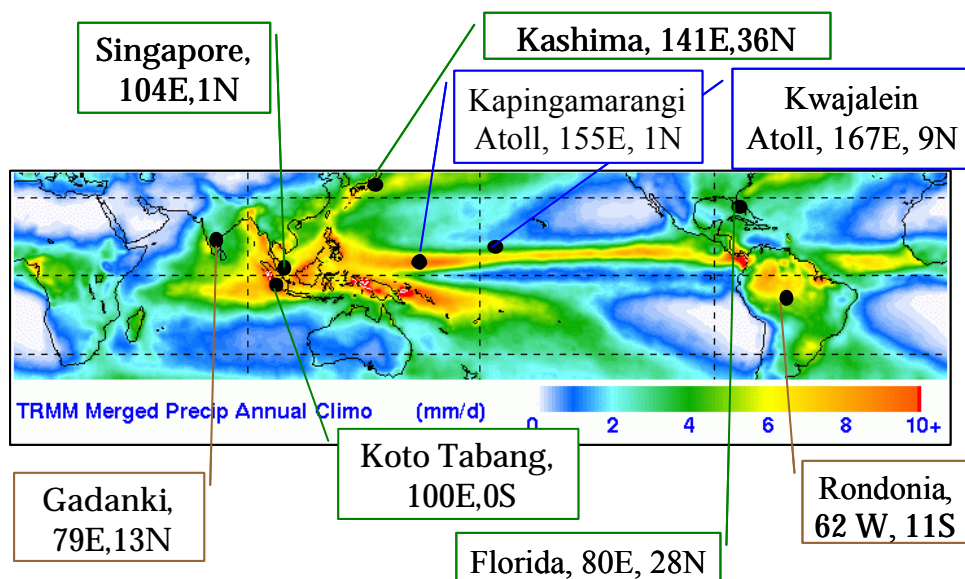 Singapore,
104E,1N
Kashima, 141E,36N
Kapingamarangi
Atoll, 155E, 1N
Kwajalein
Atoll, 167E, 9N
TRMM Merged Precip Annual Climo (mm/d)
0 2 4 6 8 10+
Gadanki,
79E,13N
Koto Tabang,
100E,0S
Florida, 80E, 28N
Rondonia,
62 W, 11S